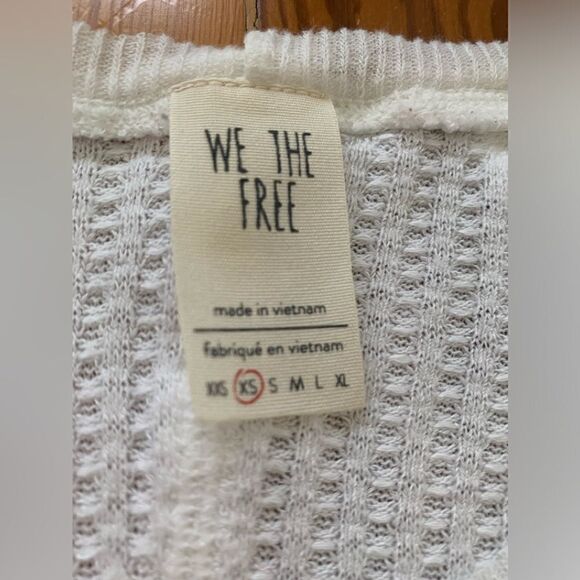 WE THE
FREE
made in vietnam
fabriqué en vietnam
XXS XS S M L XL